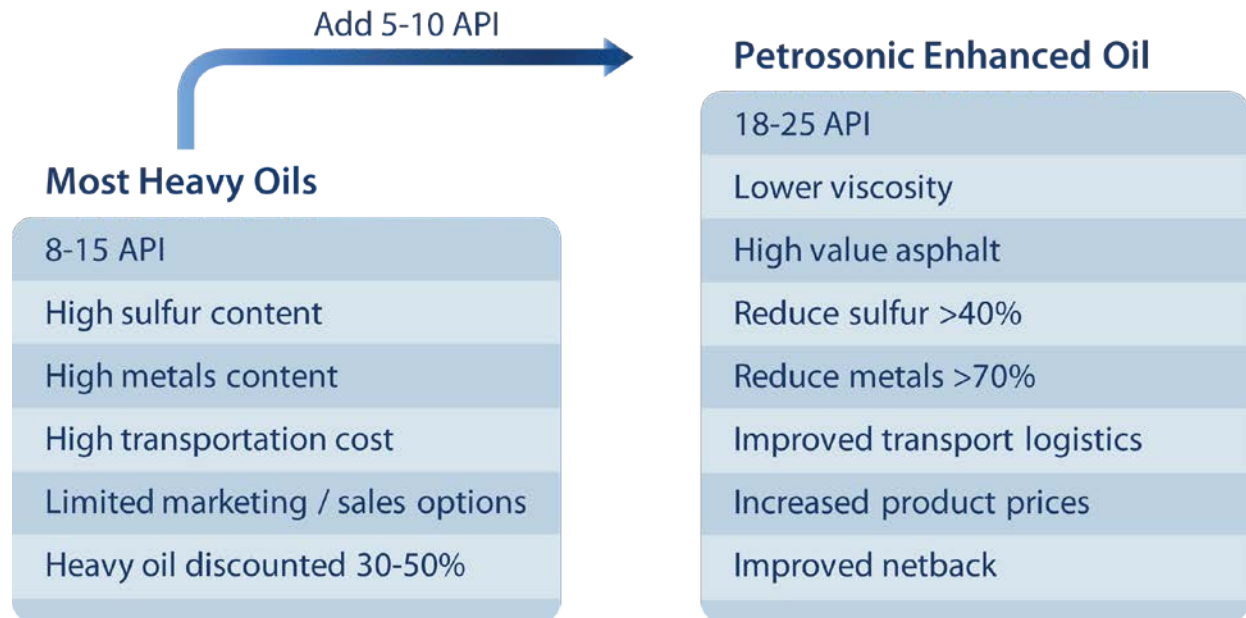 Add 5-10 API
Most Heavy Oils
8-15 API
High sulfur content
High metals content
High transportation cost
Limited marketing / sales options
Heavy oil discounted 30-50%
Petrosonic Enhanced Oil
18-25 API
Lower viscosity
High value asphalt
Reduce sulfur >40%
Reduce metals >70%
Improved transport logistics
Increased product prices
Improved netback